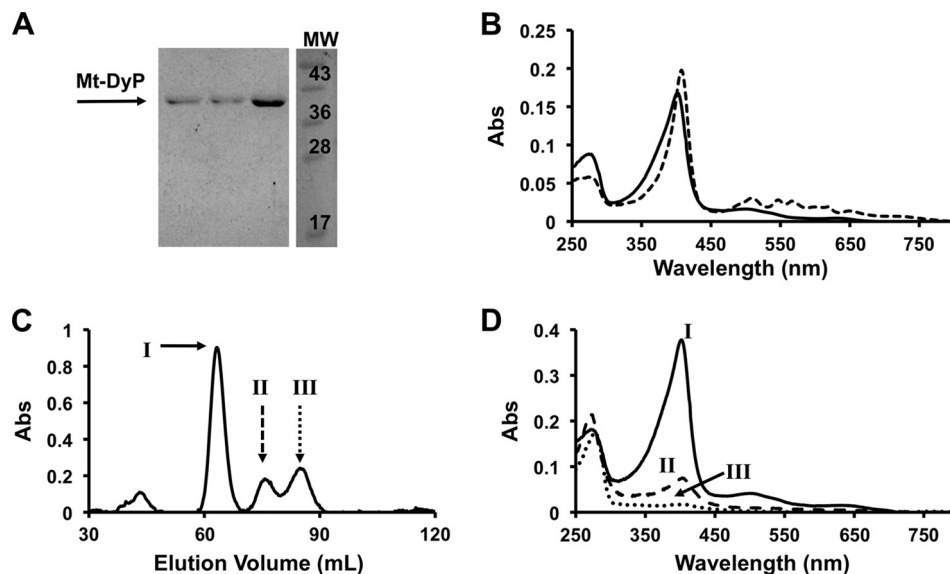 A
MW
Mt-DyP
43
36
28
17
B
Abs
0.25
0.2
0.15
0.1
0.05
0
250 350 450 550 650 750
Wavelength (nm)
C
Abs
1
0.8
0.6
0.4
0.2
0
I
II
III
30 60 90 120
Elution Volume (mL)
D
Abs
0.4
0.3
0.2
0.1
0
I
II
III
250 350 450 550 650 750
Wavelength (nm)